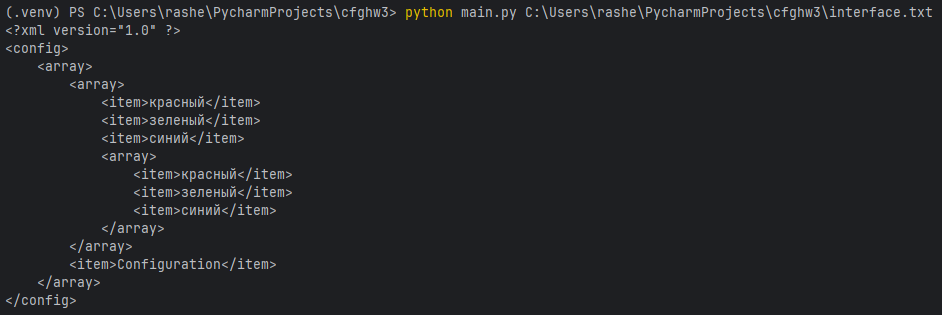 (.venv) PS C:\Users\rashe\PycharmProjects\cfghw3> python main.py C:\Users\rashe\PycharmProjects\cfghw3\interface.txt
<?xml version="1.0" ?>
<config>
    <array>
        <array>
            <item>красный</item>
            <item>зеленый</item>
            <item>синий</item>
            <array>
                <item>красный</item>
                <item>зеленый</item>
                <item>синий</item>
            </array>
        </array>
        <item>Configuration</item>
    </array>
</config>